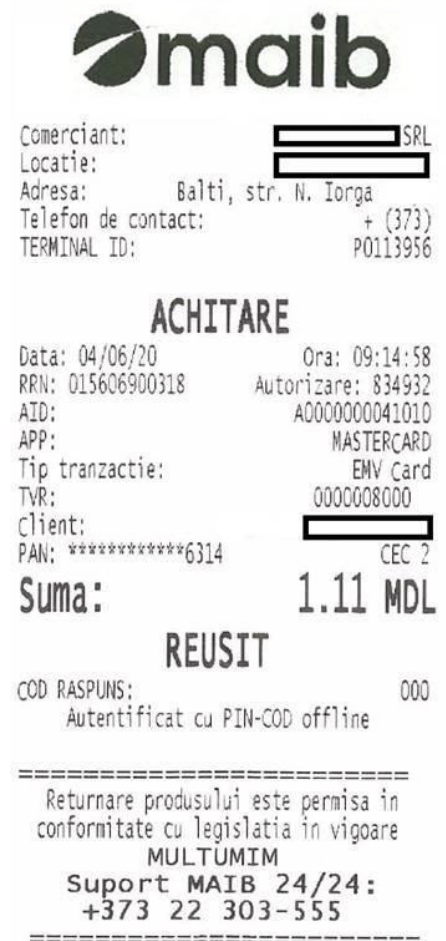 maib
Comerciant: SRL
Locatie:
Adresa: Balti, str. N. Iorga
Telefon de contact: + (373)
TERMINAL ID: P0113956
ACHITARE
Data: 04/06/20 Ora: 09:14:58
RRN: 015606900318 Autorizare: 834932
AID: A0000000041010
APP: MASTERCARD
Tip tranzactie: EMV Card
TVR: 0000008000
Client:
PAN: ************6314 CEC 2
Suma: 1.11 MDL
REUSIT
COD RASPUNS: 000
Autentificat cu PIN-COD offline
=========================
Returnare produsului este permisa in
conformitate cu legislatia in vigoare
MULTUMIM
Suport MAIB 24/24:
+373 22 303-555
=========================